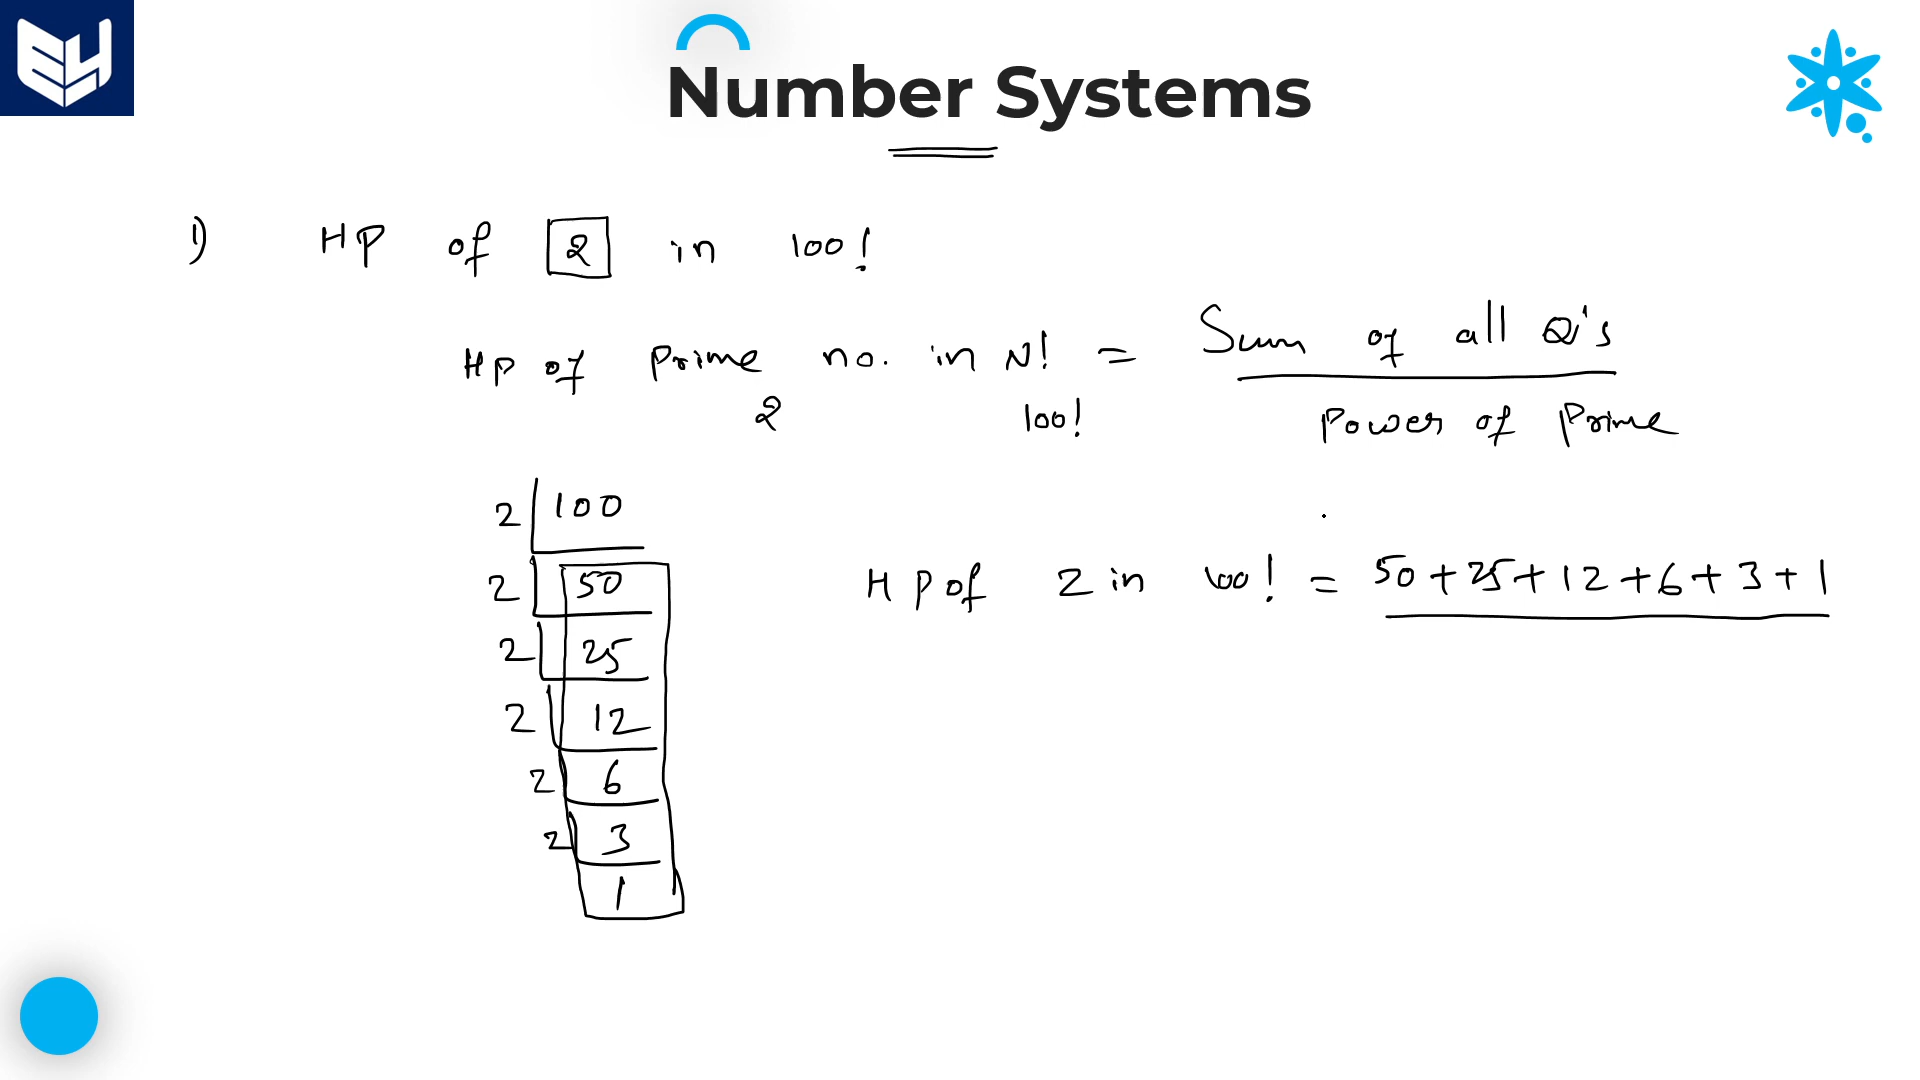 Number Systems
1) HP of 2 in 100!
HP of Prime no. in N! = Sum of all Q's
2 100! Power of Prime
2 100
2 50 HP of 2 in 100! = 50+25+12+6+3+1
2 25
2 12
2 6
2 3
1